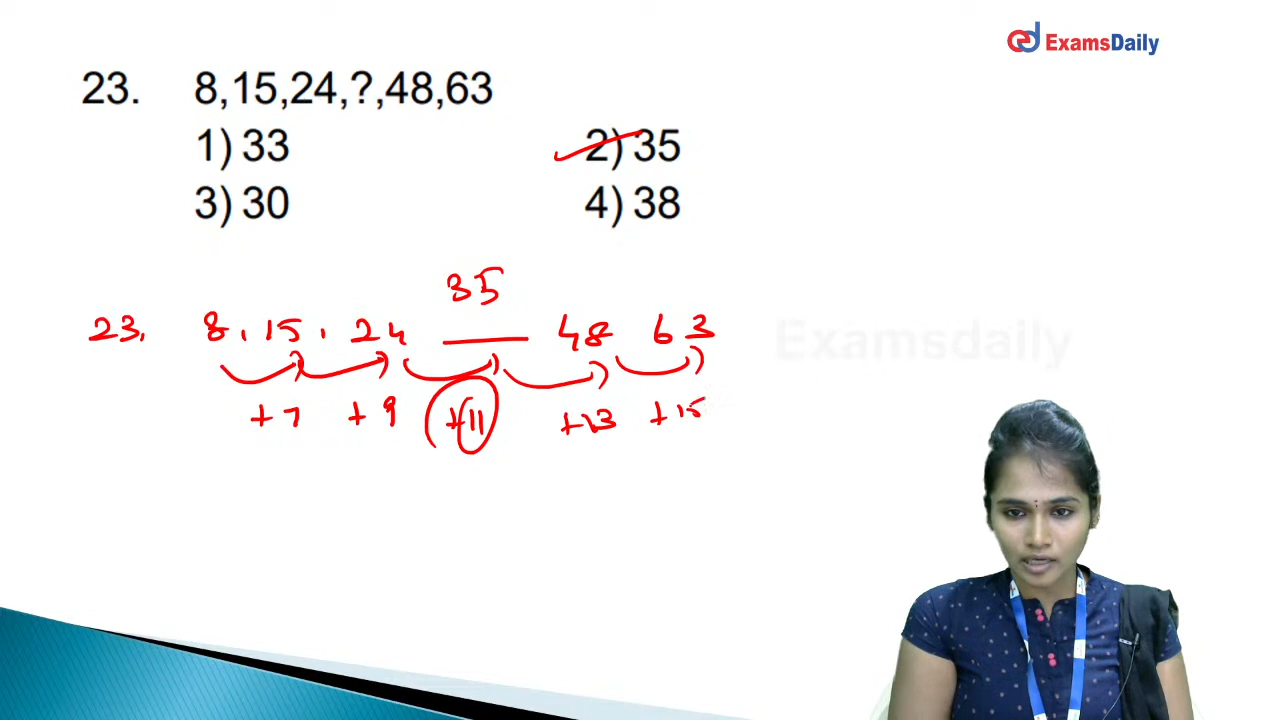 ExamsDaily
23. 8,15,24,?,48,63
1) 33 2) 35
3) 30 4) 38
35
23. 8, 15, 24 ___ 48 63
+7 +9 +11 +13 +15
Examsdaily